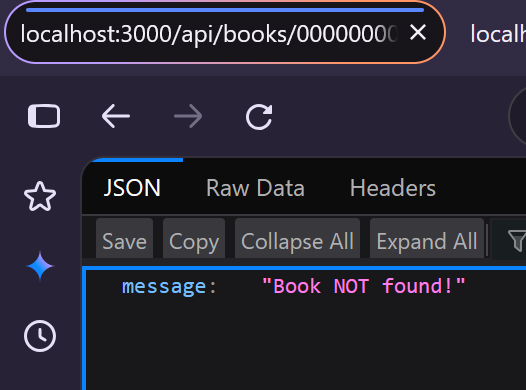 localhost:3000/api/books/00000000
local
JSON Raw Data Headers
Save Copy Collapse All Expand All
message: "Book NOT found!"